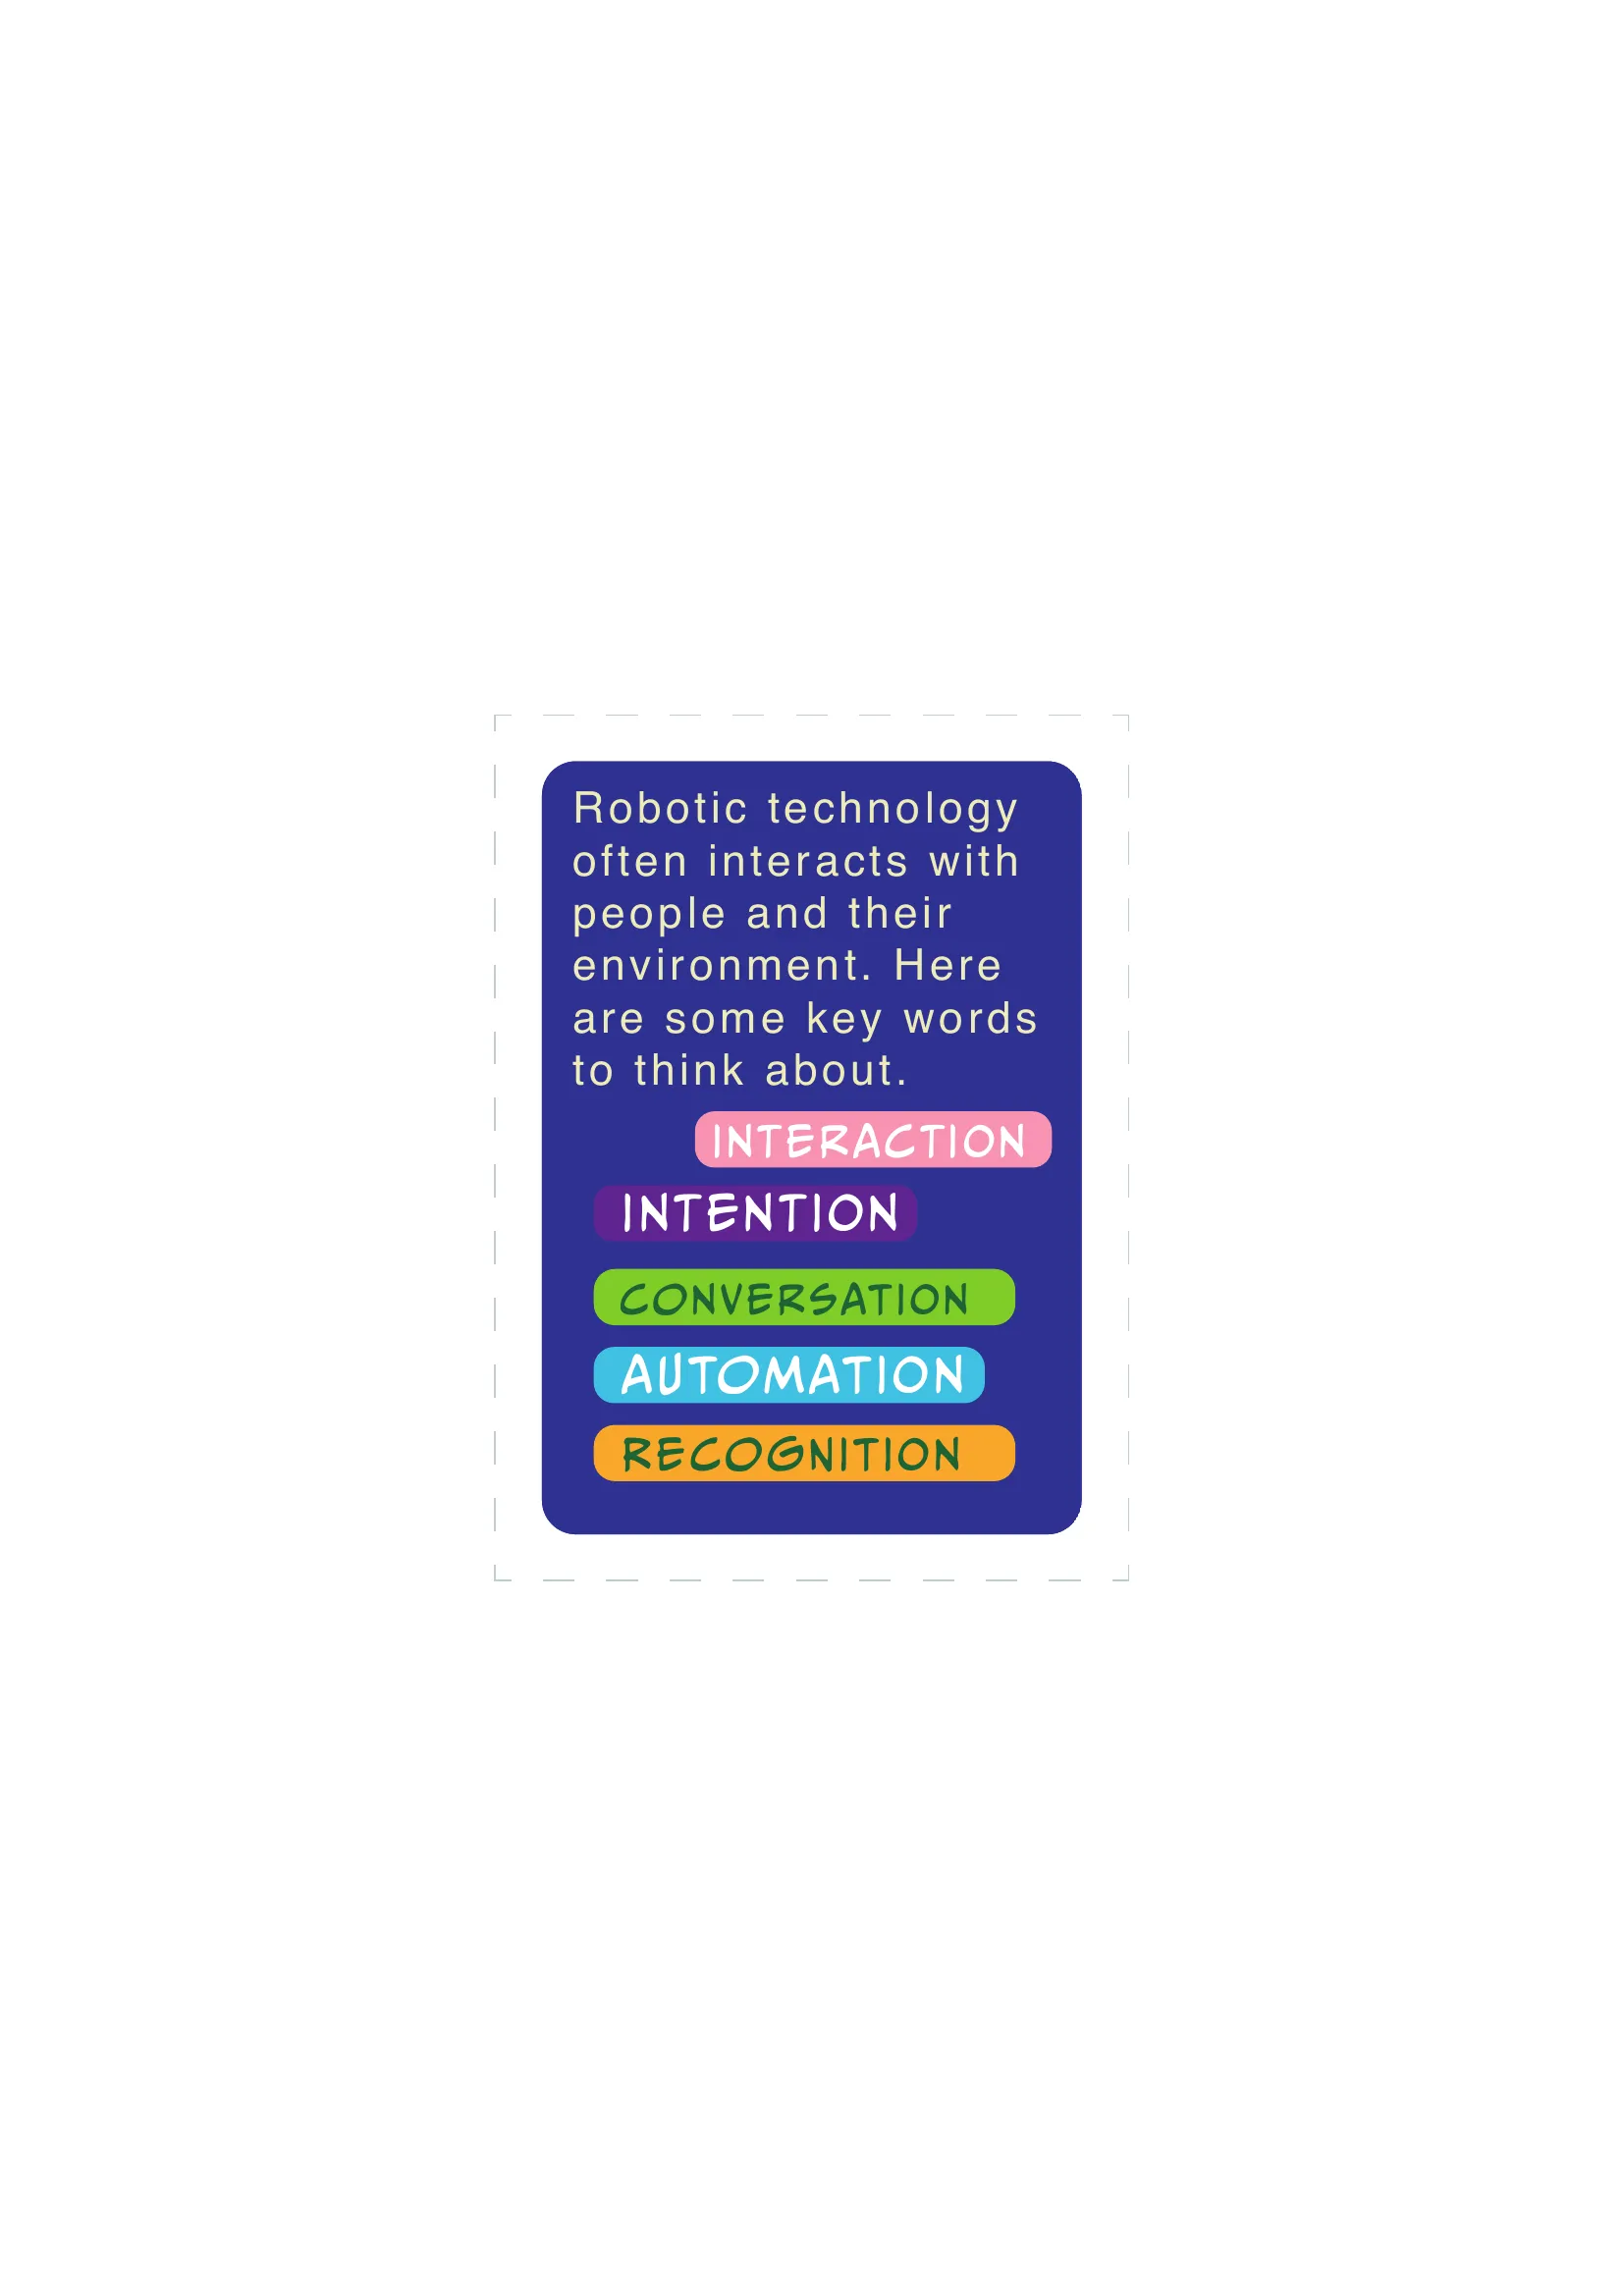 Robotic technology
often interacts with
people and their
environment. Here
are some key words
to think about.
INTERACTION
INTENTION
CONVERSATION
AUTOMATION
RECOGNITION